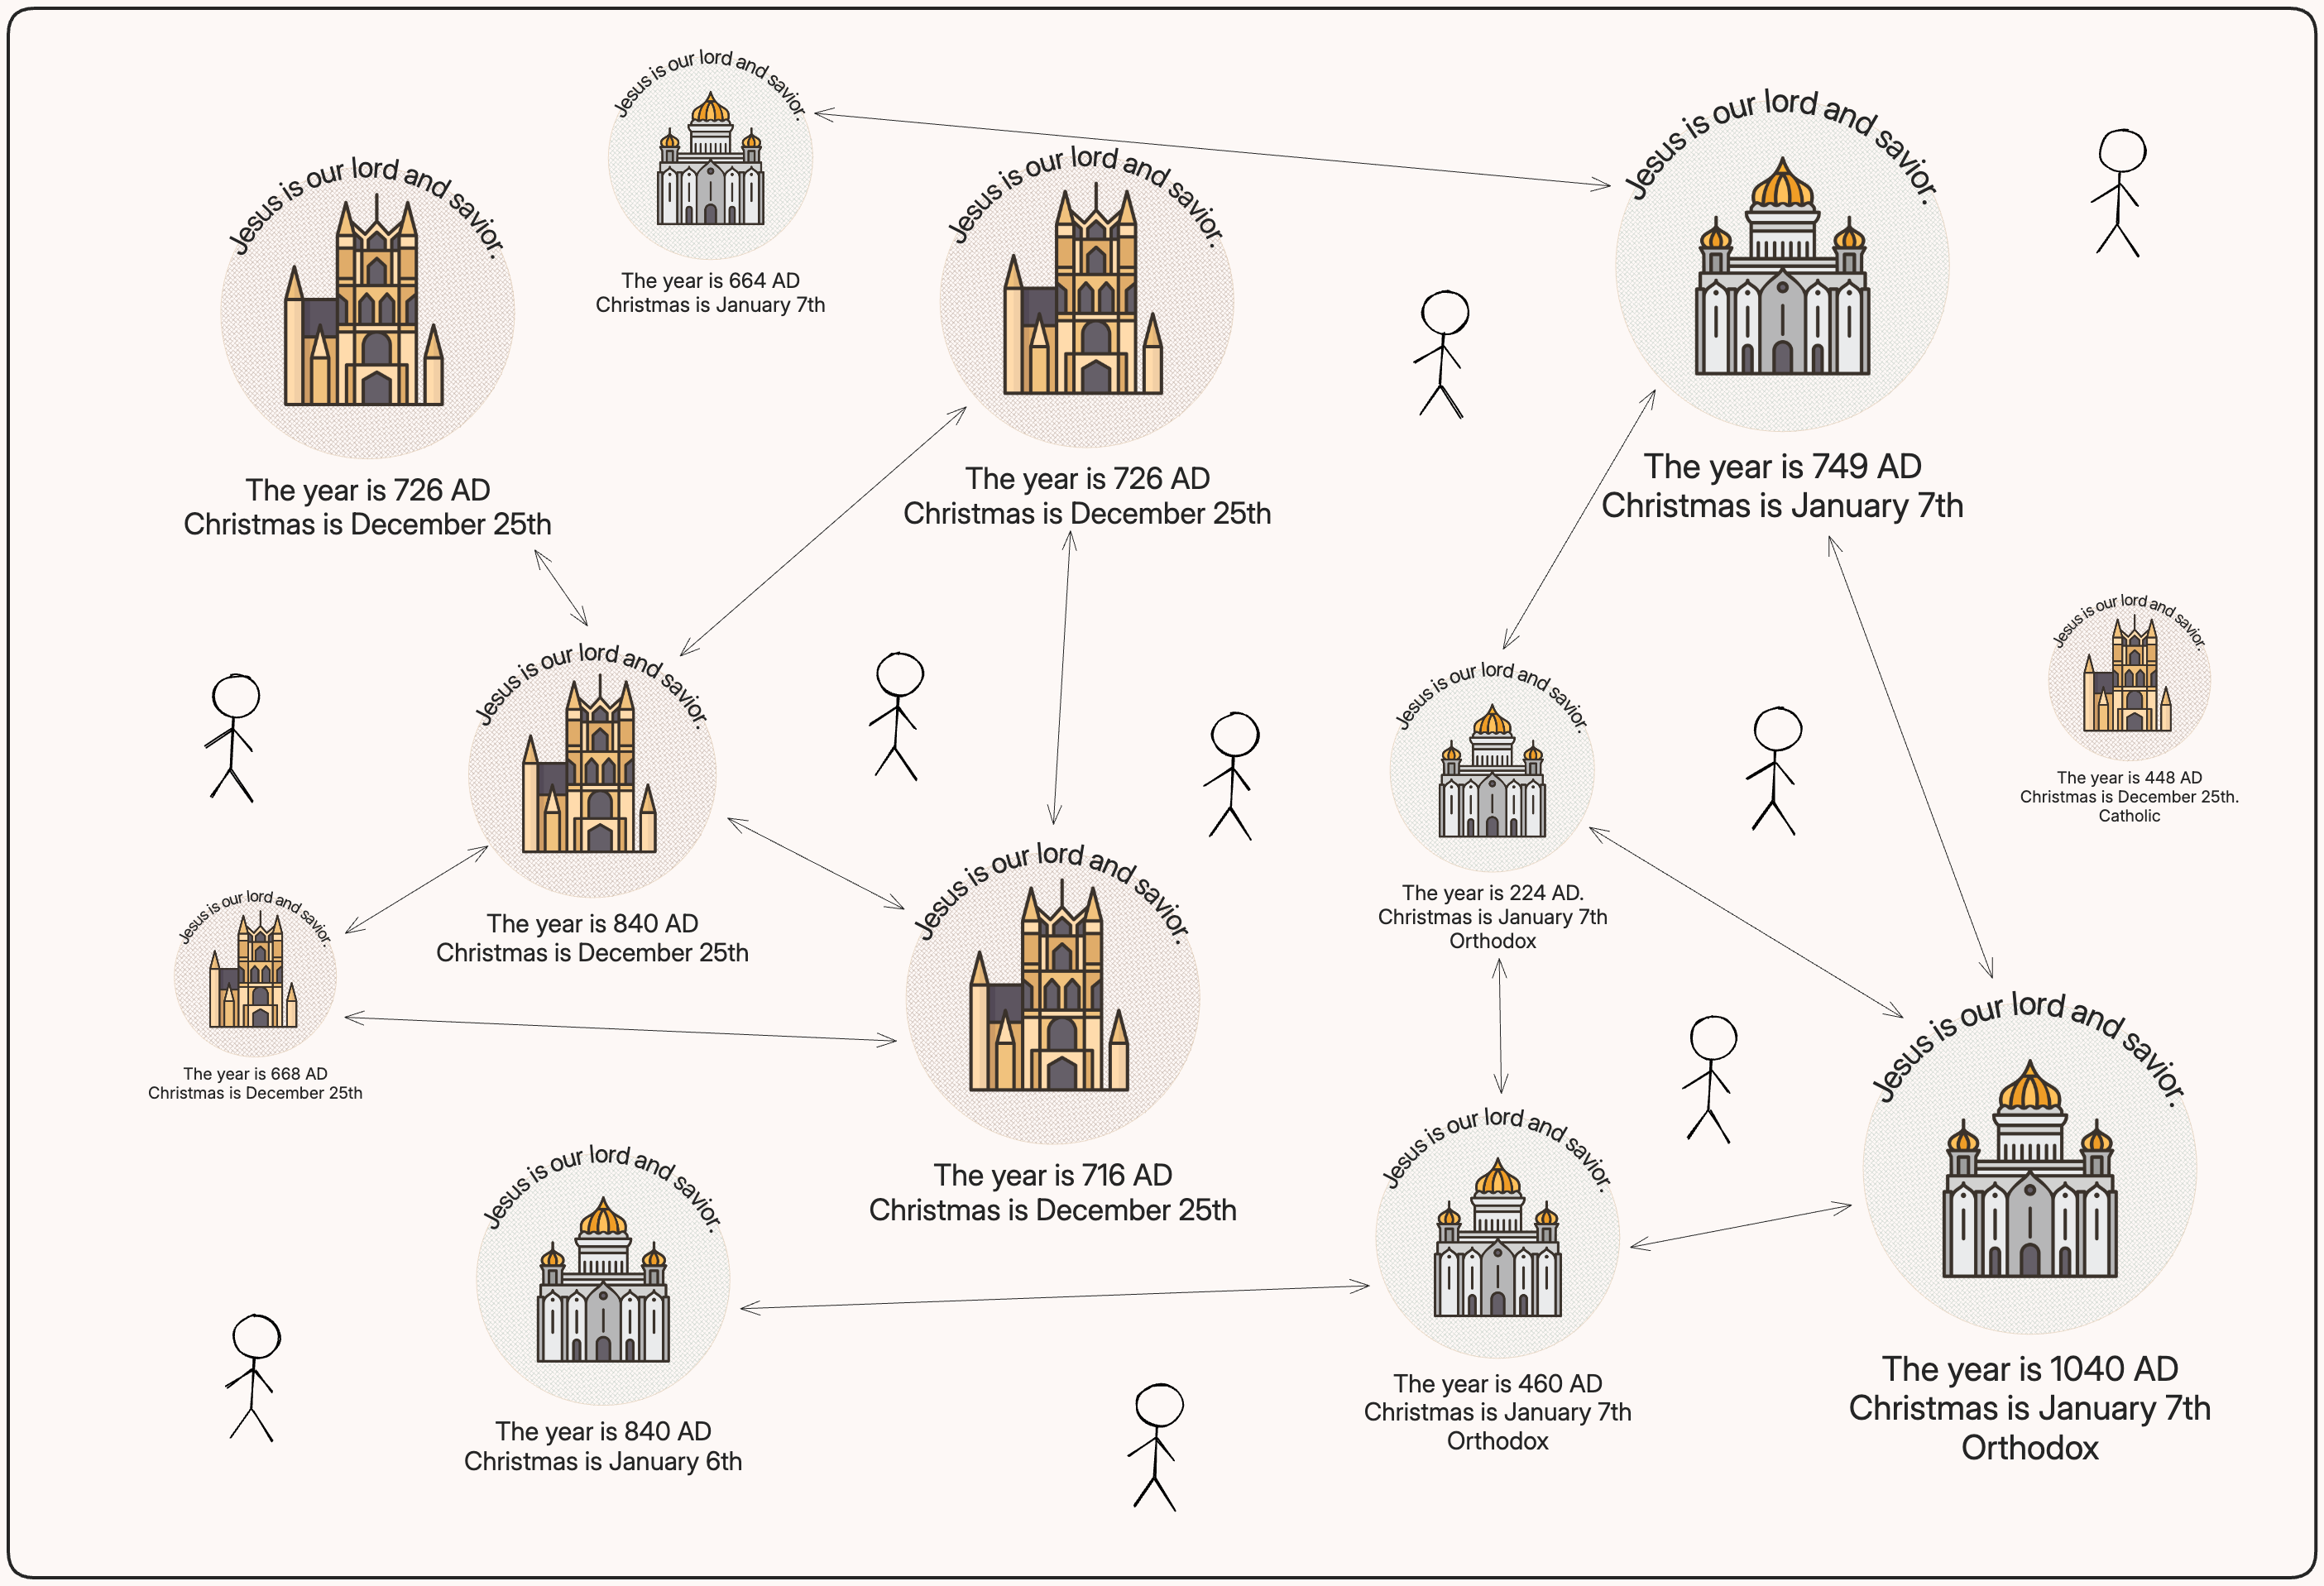 Jesus is our lord and savior.
The year is 664 AD
Christmas is January 7th
Jesus is our lord and savior.
The year is 726 AD
Christmas is December 25th
Jesus is our lord and savior.
The year is 726 AD
Christmas is December 25th
Jesus is our lord and savior.
The year is 749 AD
Christmas is January 7th
Jesus is our lord and savior.
The year is 448 AD
Christmas is December 25th.
Catholic
Jesus is our lord and savior.
The year is 840 AD
Christmas is December 25th
Jesus is our lord and savior.
The year is 224 AD.
Christmas is January 7th
Orthodox
Jesus is our lord and savior.
The year is 668 AD
Christmas is December 25th
Jesus is our lord and savior.
The year is 716 AD
Christmas is December 25th
Jesus is our lord and savior.
The year is 840 AD
Christmas is January 6th
Jesus is our lord and savior.
The year is 460 AD
Christmas is January 7th
Orthodox
Jesus is our lord and savior.
The year is 1040 AD
Christmas is January 7th
Orthodox